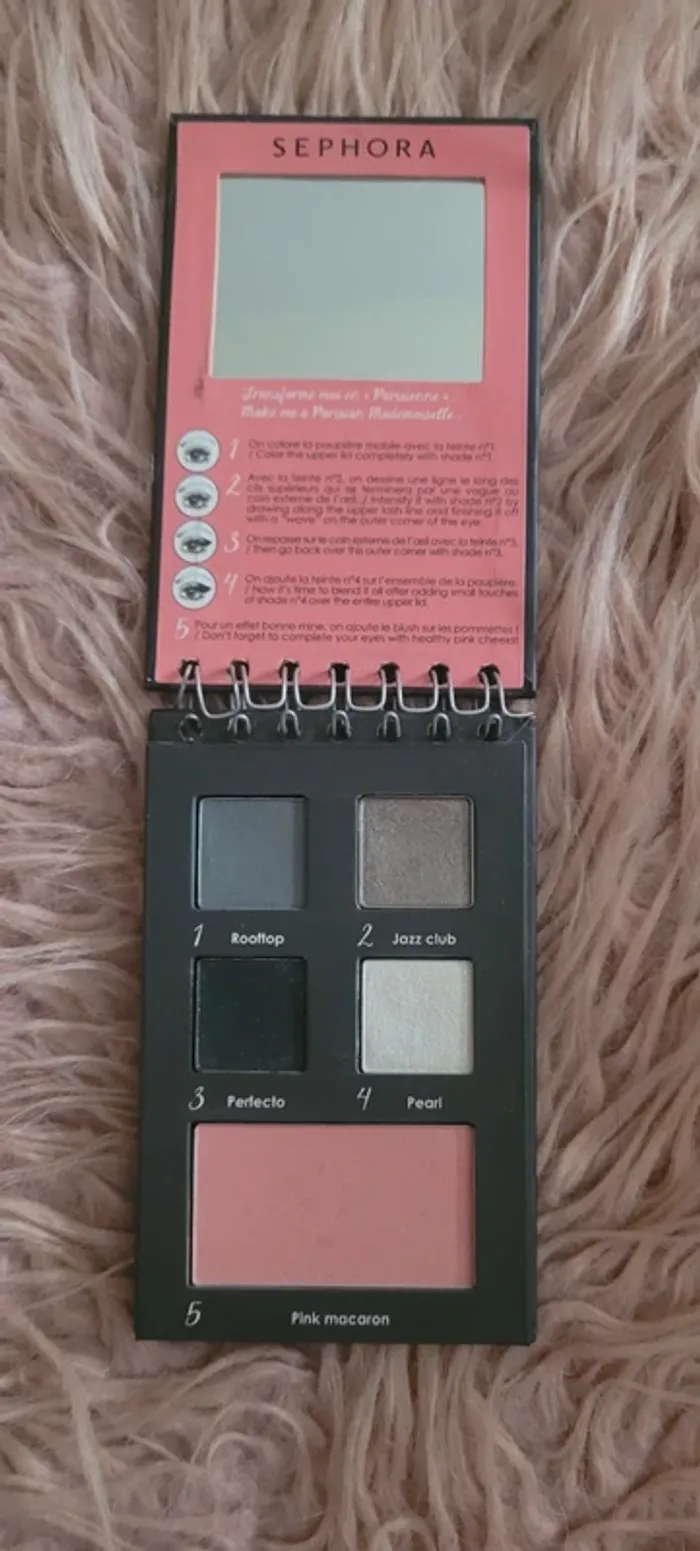 SEPHORA
Transforme moi en « Parisienne ».
Make me a Parisian Mademoiselle.
1 On colore la paupière mobile avec la teinte n°1.
/ Color the upper lid completely with shade n°1.
2 Avec la teinte n°2, on dessine une ligne le long des
cils supérieurs qui se terminera par une vague au
coin externe de l'œil. / Intensify it with shade n°2 by
drawing along the upper lash line and finishing it off
with a "wave" on the outer corner of the eye.
3 On repasse sur le coin externe de l'œil avec la teinte n°3.
/ Then go back over this outer corner with shade n°3.
4 On ajoute la teinte n°4 sur l'ensemble de la paupière.
/ Now it's time to blend it all after adding small touches
of shade n°4 over the entire upper lid.
5 Pour un effet bonne mine, on ajoute le blush sur les pommettes !
/ Don't forget to complete your eyes with healthy pink cheeks!
1 Rooftop 2 Jazz club
3 Perfecto 4 Pearl
5 Pink macaron